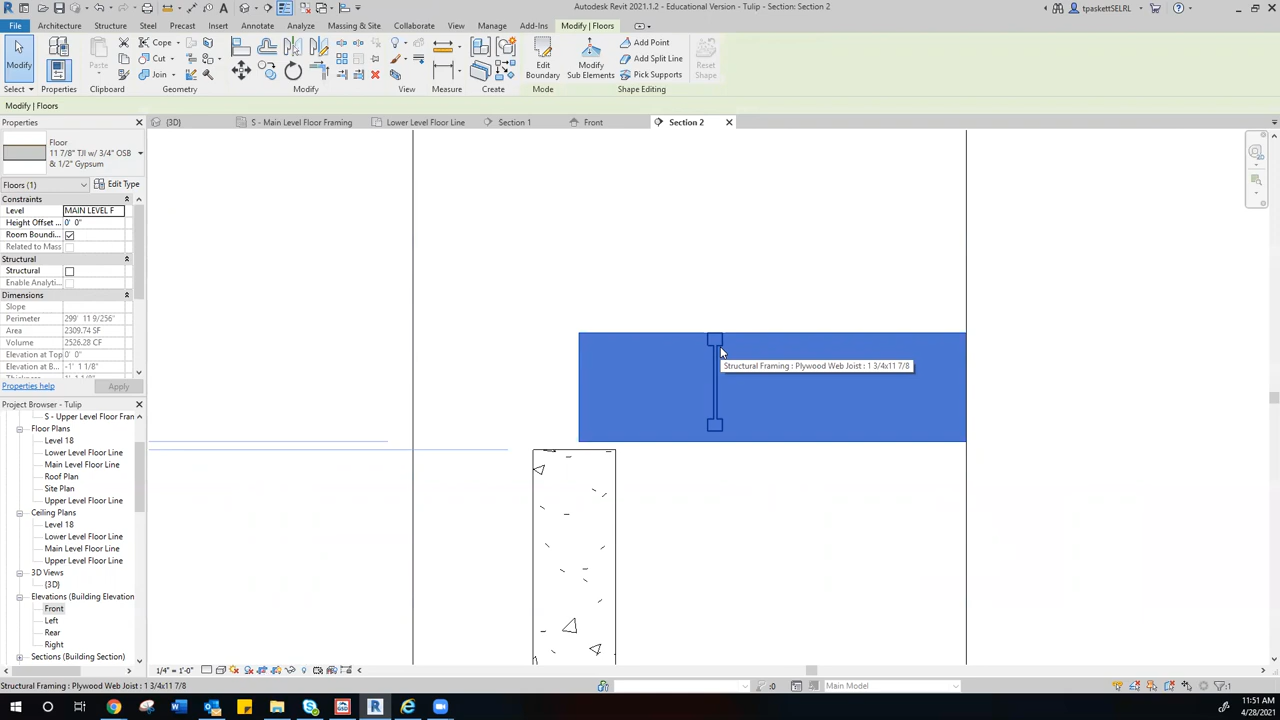 Autodesk Revit 2021.1.2 - Educational Version - Tulip - Section: Section 2
tpaskettSELRL
File Architecture Structure Steel Precast Insert Annotate Analyze Massing & Site Collaborate View Manage Add-Ins Modify | Floors
Modify
Properties
Paste
Cope
Cut
Join
Edit Boundary
Modify Sub Elements
Add Point
Add Split Line
Pick Supports
Reset Shape
Select Properties Clipboard Geometry Modify View Measure Create Mode Shape Editing
Modify | Floors
Properties
{3D} S - Main Level Floor Framing Lower Level Floor Line Section 1 Front Section 2
Floor
11 7/8" TJI w/ 3/4" OSB
& 1/2" Gypsum
Floors (1) Edit Type
Constraints
Level MAIN LEVEL F
Height Offset ... 0' 0"
Room Boundi...
Related to Mass
Structural
Structural
Enable Analyti...
Dimensions
Slope
Perimeter 299' 11 9/256"
Area 2309.74 SF
Volume 2526.28 CF
Elevation at Top 0' 0"
Elevation at B... -1' 1 1/8"
Properties help Apply
Project Browser - Tulip
S - Upper Level Floor Fran
Floor Plans
Level 18
Lower Level Floor Line
Main Level Floor Line
Roof Plan
Site Plan
Upper Level Floor Line
Ceiling Plans
Level 18
Lower Level Floor Line
Main Level Floor Line
Upper Level Floor Line
3D Views
{3D}
Elevations (Building Elevation
Front
Left
Rear
Right
Sections (Building Section)
Structural Framing : Plywood Web Joist : 1 3/4x11 7/8
1/4" = 1'-0"
Structural Framing : Plywood Web Joist : 1 3/4x11 7/8
:0
Main Model
:1
11:51 AM
4/28/2021